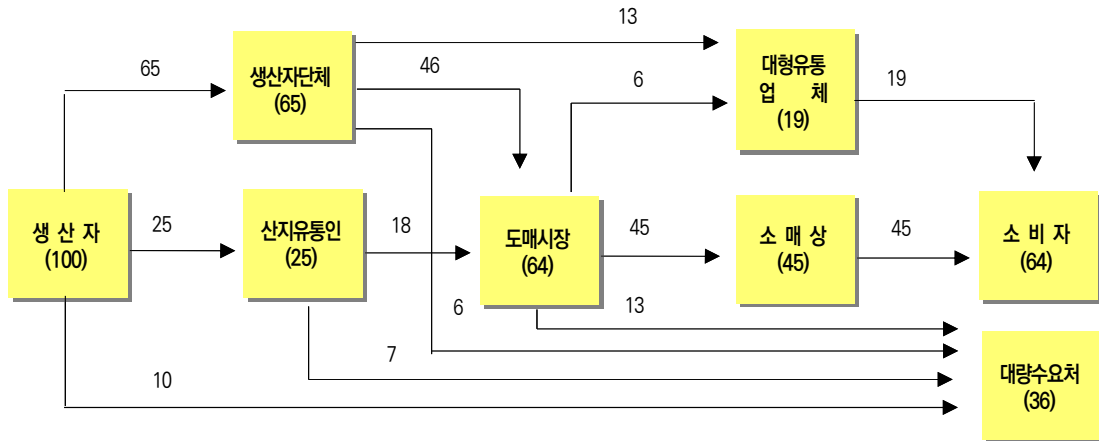 13
65
생산자단체
(65)
46
6
대형유통
업 체
(19)
19
생 산 자
(100)
25
산지유통인
(25)
18
도매시장
(64)
45
소 매 상
(45)
45
소 비 자
(64)
6
13
7
10
대량수요처
(36)